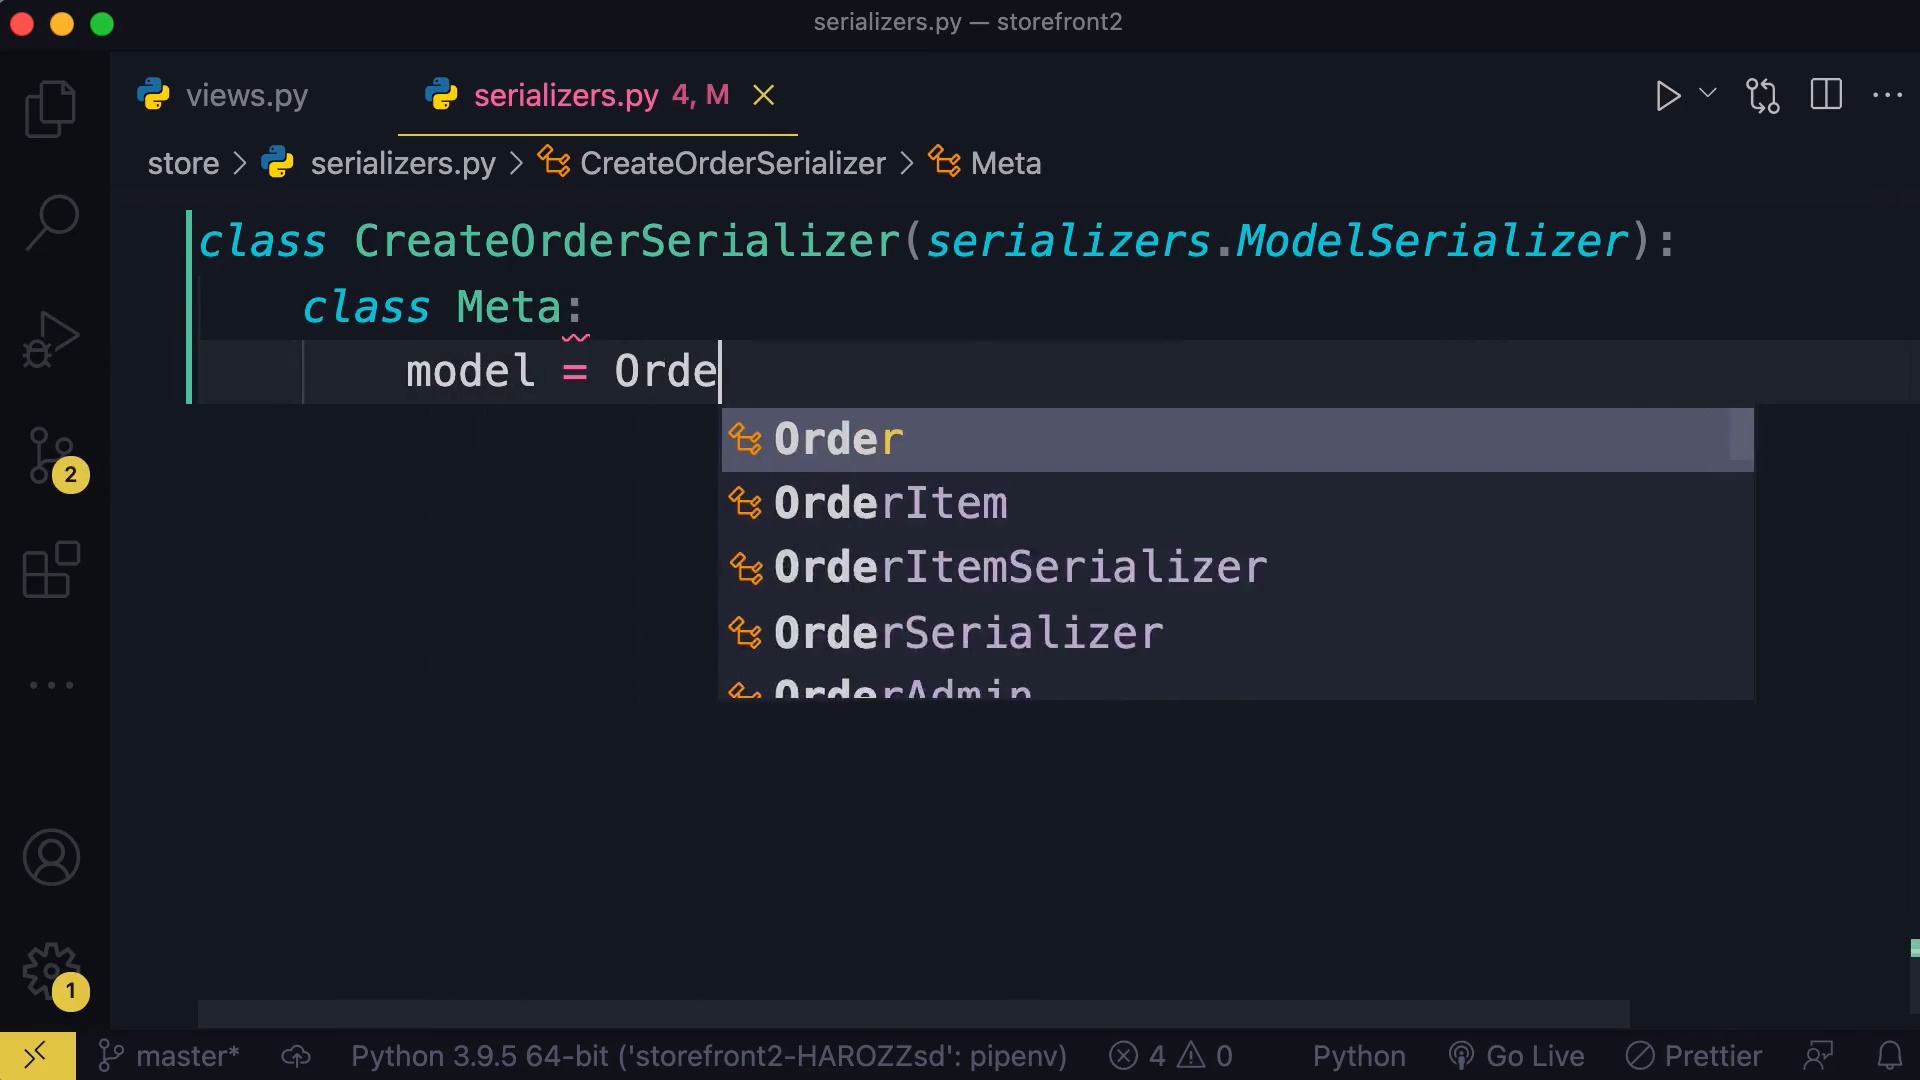 serializers.py — storefront2
views.py
serializers.py 4, M
store > serializers.py > CreateOrderSerializer > Meta
class CreateOrderSerializer(serializers.ModelSerializer):
class Meta:
model = Orde
Order
OrderItem
OrderItemSerializer
OrderSerializer
OrderAdmin
2
1
master* Python 3.9.5 64-bit ('storefront2-HAROZZsd': pipenv) 4 0 Python Go Live Prettier